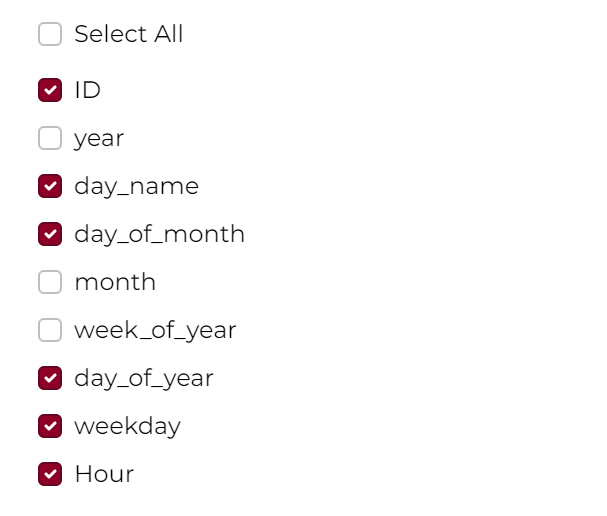 Select All
ID
year
day_name
day_of_month
month
week_of_year
day_of_year
weekday
Hour